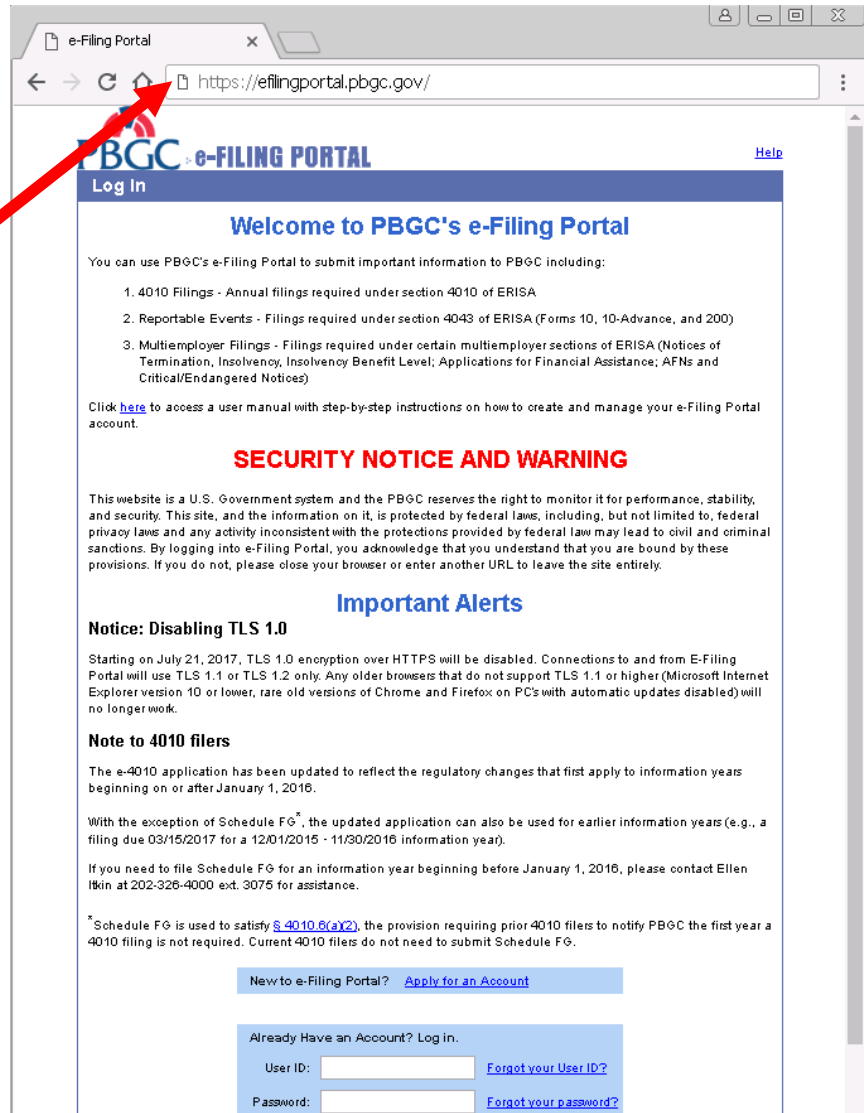 e-Filing Portal
https://efilingportal.pbgc.gov/
PBGC e-FILING PORTAL
Help
Log In
Welcome to PBGC's e-Filing Portal
You can use PBGC's e-Filing Portal to submit important information to PBGC including:
1. 4010 Filings - Annual filings required under section 4010 of ERISA
2. Reportable Events - Filings required under section 4043 of ERISA (Forms 10, 10-Advance, and 200)
3. Multiemployer Filings - Filings required under certain multiemployer sections of ERISA (Notices of
Termination, Insolvency, Insolvency Benefit Level; Applications for Financial Assistance; AFNs and
Critical/Endangered Notices)
Click here to access a user manual with step-by-step instructions on how to create and manage your e-Filing Portal
account.
SECURITY NOTICE AND WARNING
This website is a U.S. Government system and the PBGC reserves the right to monitor it for performance, stability,
and security. This site, and the information on it, is protected by federal laws, including, but not limited to, federal
privacy laws and any activity inconsistent with the protections provided by federal law may lead to civil and criminal
sanctions. By logging into e-Filing Portal, you acknowledge that you understand that you are bound by these
provisions. If you do not, please close your browser or enter another URL to leave the site entirely.
Important Alerts
Notice: Disabling TLS 1.0
Starting on July 21, 2017, TLS 1.0 encryption over HTTPS will be disabled. Connections to and from E-Filing
Portal will use TLS 1.1 or TLS 1.2 only. Any older browsers that do not support TLS 1.1 or higher (Microsoft Internet
Explorer version 10 or lower, rare old versions of Chrome and Firefox on PC's with automatic updates disabled) will
no longer work.
Note to 4010 filers
The e-4010 application has been updated to reflect the regulatory changes that first apply to information years
beginning on or after January 1, 2016.
With the exception of Schedule FG*, the updated application can also be used for earlier information years (e.g., a
filing due 03/15/2017 for a 12/01/2015 - 11/30/2016 information year).
If you need to file Schedule FG for an information year beginning before January 1, 2016, please contact Ellen
Itkin at 202-326-4000 ext. 3075 for assistance.
*Schedule FG is used to satisfy § 4010.6(a)(2), the provision requiring prior 4010 filers to notify PBGC the first year a
4010 filing is not required. Current 4010 filers do not need to submit Schedule FG.
New to e-Filing Portal? Apply for an Account
Already Have an Account? Log in.
User ID: Forgot your User ID?
Password: Forgot your password?